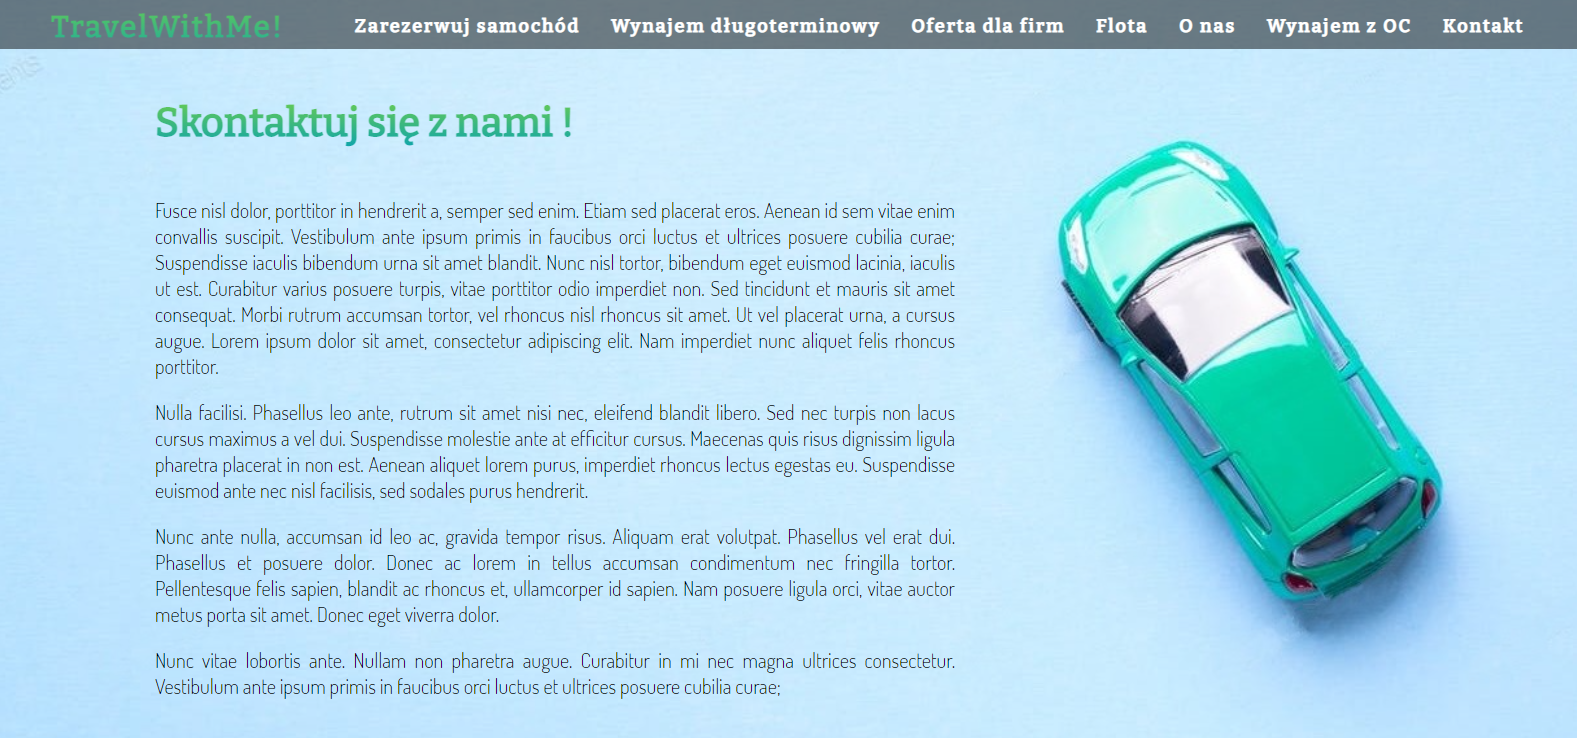 TravelWithMe! Zarezerwuj samochód Wynajem długoterminowy Oferta dla firm Flota O nas Wynajem z OC Kontakt
ents
Skontaktuj się z nami !
Fusce nisl dolor, porttitor in hendrerit a, semper sed enim. Etiam sed placerat eros. Aenean id sem vitae enim
convallis suscipit. Vestibulum ante ipsum primis in faucibus orci luctus et ultrices posuere cubilia curae;
Suspendisse iaculis bibendum urna sit amet blandit. Nunc nisl tortor, bibendum eget euismod lacinia, iaculis
ut est. Curabitur varius posuere turpis, vitae porttitor odio imperdiet non. Sed tincidunt et mauris sit amet
consequat. Morbi rutrum accumsan tortor, vel rhoncus nisl rhoncus sit amet. Ut vel placerat urna, a cursus
augue. Lorem ipsum dolor sit amet, consectetur adipiscing elit. Nam imperdiet nunc aliquet felis rhoncus
porttitor.
Nulla facilisi. Phasellus leo ante, rutrum sit amet nisi nec, eleifend blandit libero. Sed nec turpis non lacus
cursus maximus a vel dui. Suspendisse molestie ante at efficitur cursus. Maecenas quis risus dignissim ligula
pharetra placerat in non est. Aenean aliquet lorem purus, imperdiet rhoncus lectus egestas eu. Suspendisse
euismod ante nec nisl facilisis, sed sodales purus hendrerit.
Nunc ante nulla, accumsan id leo ac, gravida tempor risus. Aliquam erat volutpat. Phasellus vel erat dui.
Phasellus et posuere dolor. Donec ac lorem in tellus accumsan condimentum nec fringilla tortor.
Pellentesque felis sapien, blandit ac rhoncus et, ullamcorper id sapien. Nam posuere ligula orci, vitae auctor
metus porta sit amet. Donec eget viverra dolor.
Nunc vitae lobortis ante. Nullam non pharetra augue. Curabitur in mi nec magna ultrices consectetur.
Vestibulum ante ipsum primis in faucibus orci luctus et ultrices posuere cubilia curae;